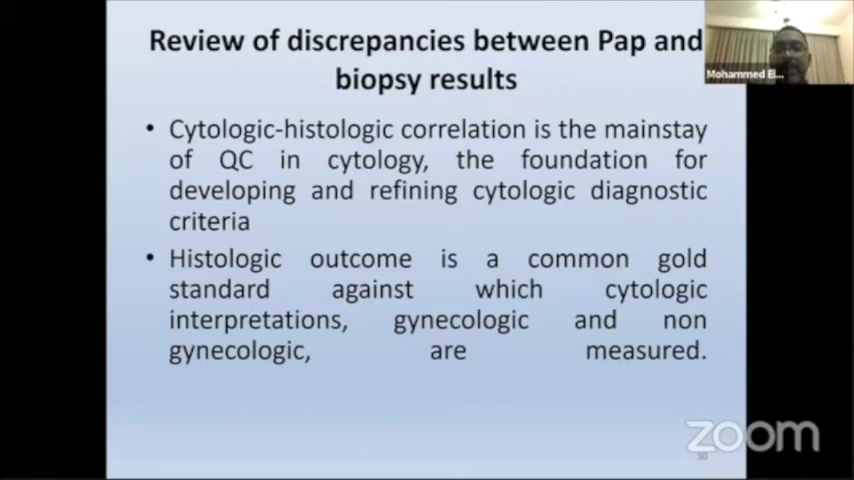 Review of discrepancies between Pap and
biopsy results
Mohammed El...
• Cytologic-histologic correlation is the mainstay
of QC in cytology, the foundation for
developing and refining cytologic diagnostic
criteria
• Histologic outcome is a common gold
standard against which cytologic
interpretations, gynecologic and non
gynecologic, are measured.
zoom
30